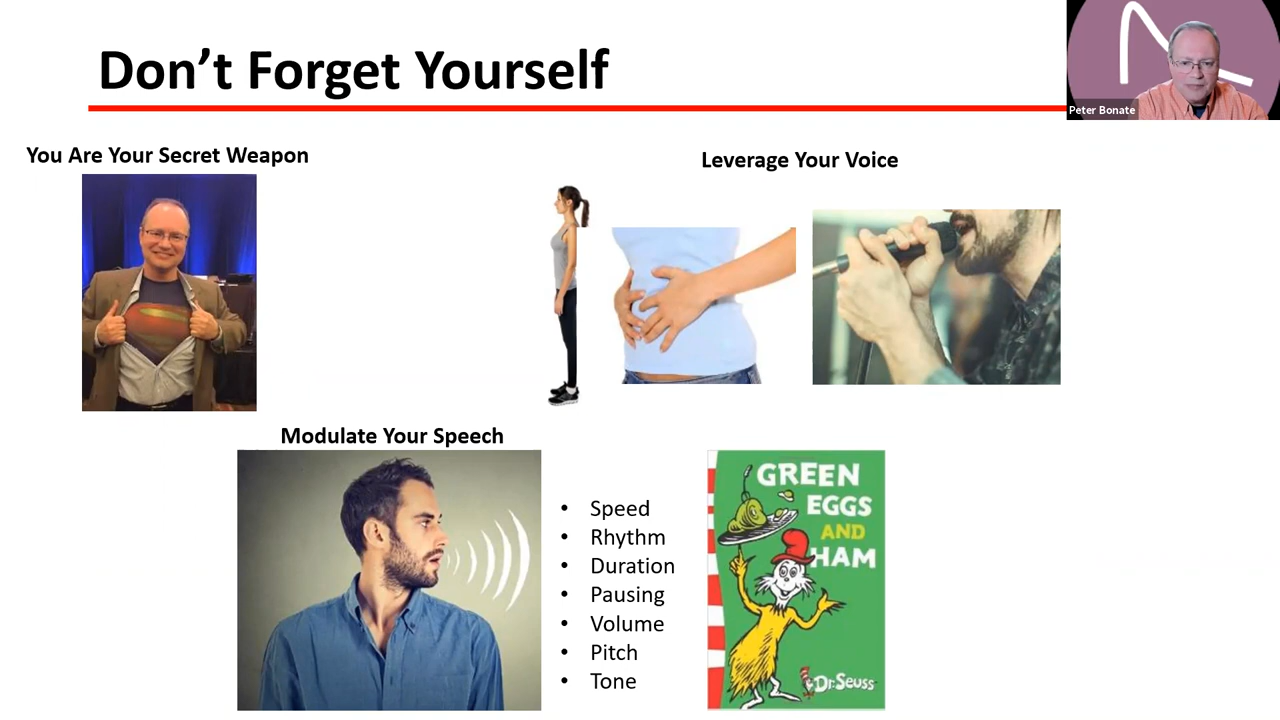 Don't Forget Yourself
Peter Bonate
You Are Your Secret Weapon
Leverage Your Voice
Modulate Your Speech
• Speed
• Rhythm
• Duration
• Pausing
• Volume
• Pitch
• Tone
GREEN
EGGS
AND
HAM
Dr. Seuss